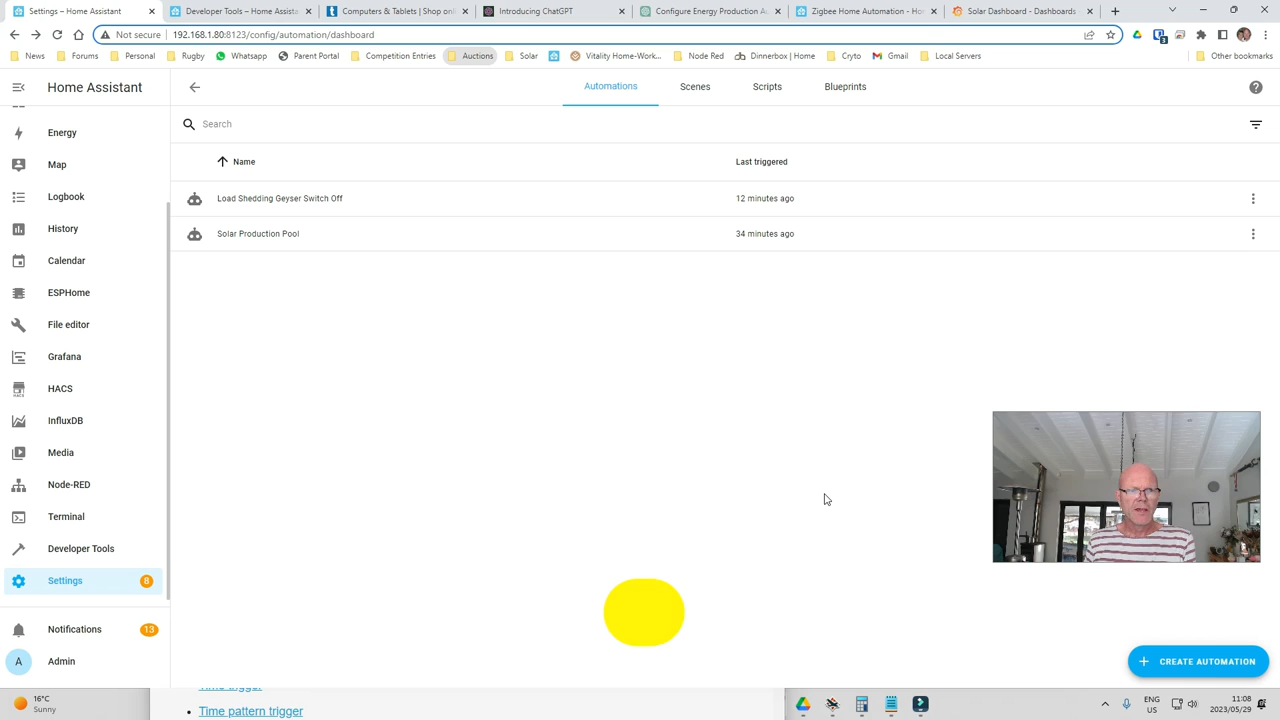 Settings – Home Assistant
Developer Tools – Home Assista
Computers & Tablets | Shop onl
Introducing ChatGPT
Configure Energy Production Au
Zigbee Home Automation - Hom
Solar Dashboard - Dashboards
Not secure | 192.168.1.80:8123/config/automation/dashboard
News Forums Personal Rugby Whatsapp Parent Portal Competition Entries Auctions Solar Vitality Home-Work... Node Red Dinnerbox | Home Cryto Gmail Local Servers Other bookmarks
Home Assistant
Automations Scenes Scripts Blueprints
Search
Name Last triggered
Load Shedding Geyser Switch Off 12 minutes ago
Solar Production Pool 34 minutes ago
Energy
Map
Logbook
History
Calendar
ESPHome
File editor
Grafana
HACS
InfluxDB
Media
Node-RED
Terminal
Developer Tools
Settings 8
Notifications 13
A Admin
+ CREATE AUTOMATION
Time trigger
Time pattern trigger
16°C
Sunny
ENG
US
11:08
2023/05/29